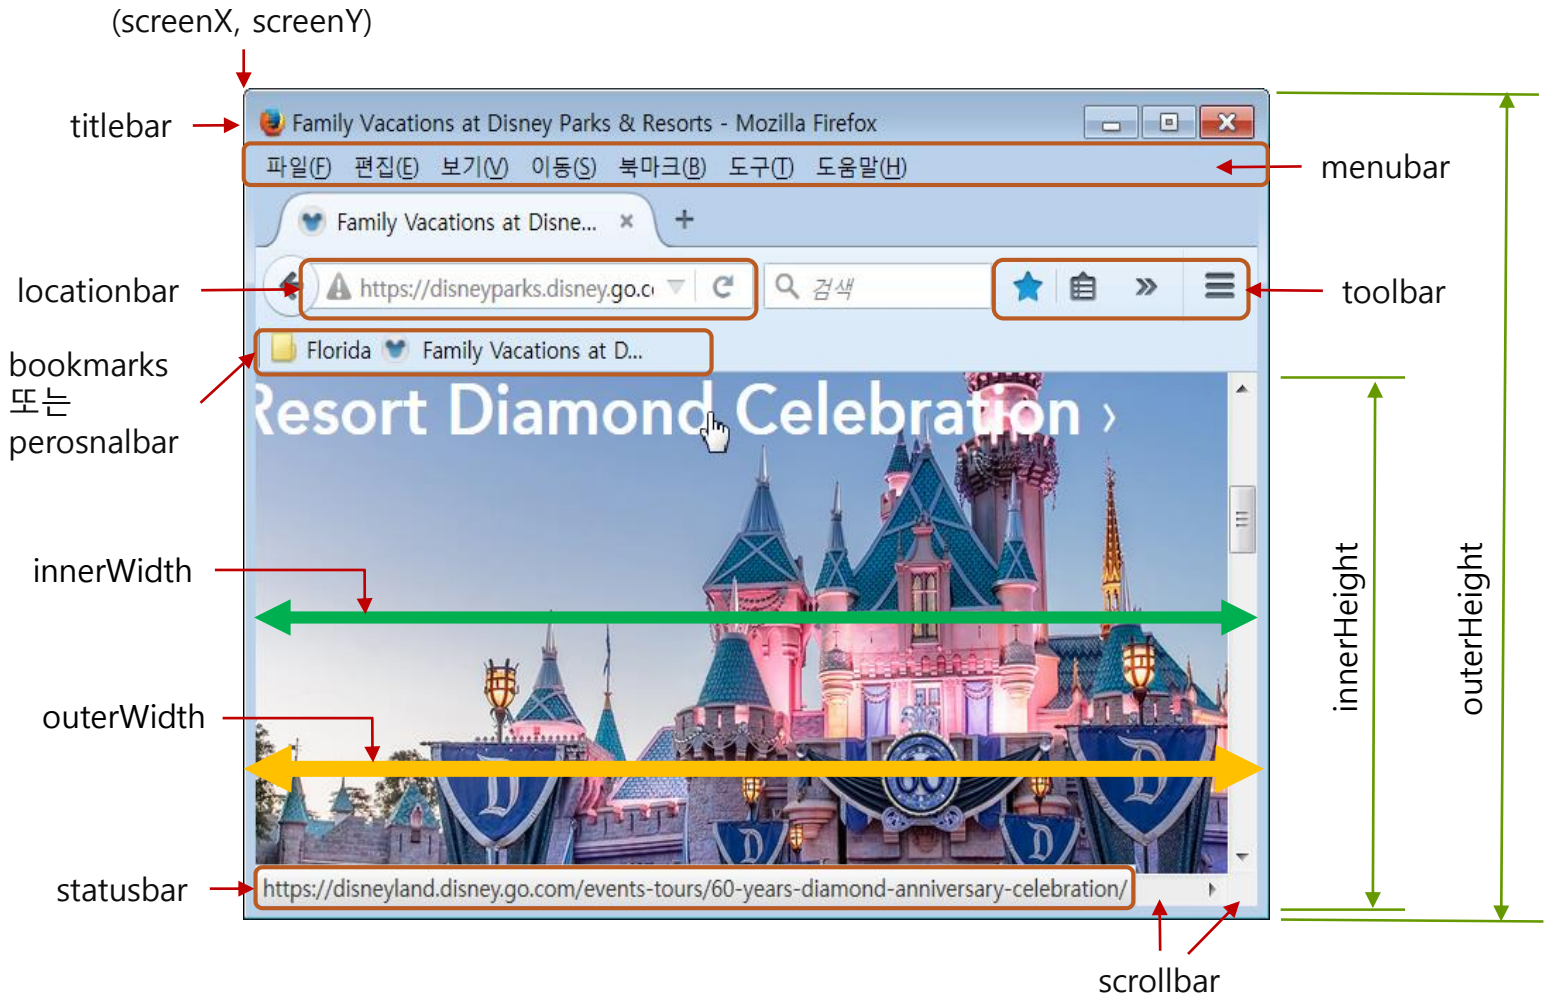 (screenX, screenY)
titlebar
Family Vacations at Disney Parks & Resorts - Mozilla Firefox
파일(F) 편집(E) 보기(V) 이동(S) 북마크(B) 도구(T) 도움말(H)
menubar
Family Vacations at Disne...
locationbar
https://disneyparks.disney.go.c
검색
toolbar
bookmarks
또는
perosnalbar
Florida
Family Vacations at D...
Resort Diamond Celebration ›
innerWidth
innerHeight
outerHeight
outerWidth
D
60
D
D
D
statusbar
https://disneyland.disney.go.com/events-tours/60-years-diamond-anniversary-celebration/
scrollbar